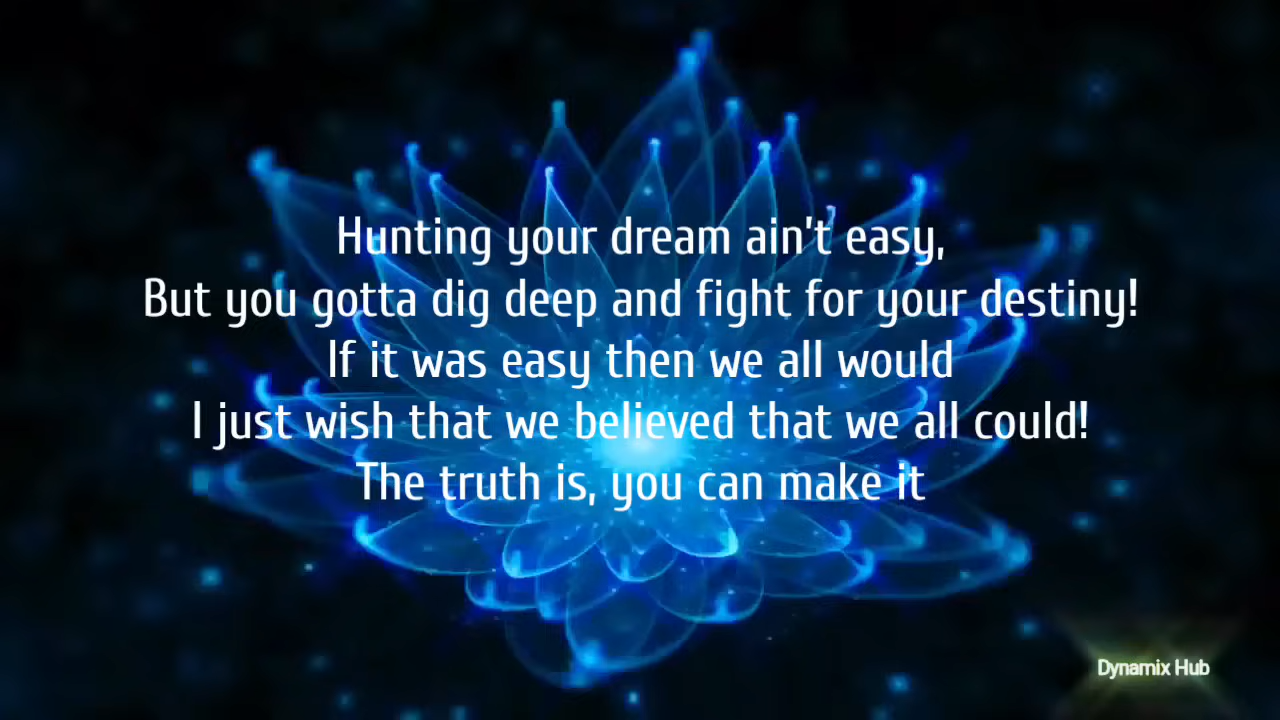 Hunting your dream ain't easy,
But you gotta dig deep and fight for your destiny!
If it was easy then we all would
I just wish that we believed that we all could!
The truth is, you can make it
Dynamix Hub